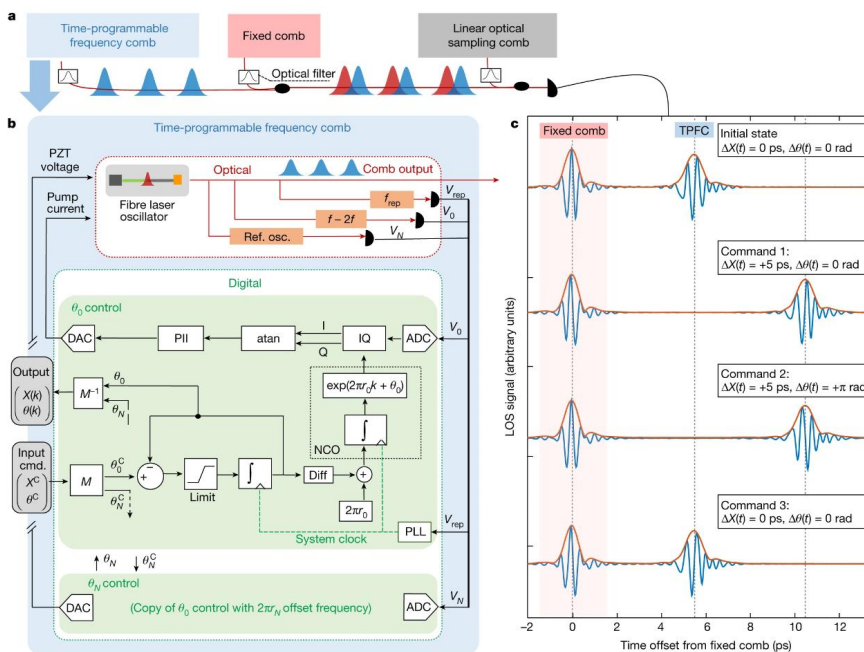 a
Time-programmable
frequency comb
Fixed comb
Linear optical
sampling comb
Optical filter
b
Time-programmable frequency comb
PZT
voltage
Pump
current
Fibre laser
oscillator
Optical
Comb output
f_rep
f − 2f
Ref. osc.
V_rep
V_0
V_N
Digital
θ_0 control
DAC
PII
atan
I
Q
IQ
ADC
V_0
Output
(X(k)
θ(k))
M⁻¹
θ_0
θ_N
exp(2πr_0k + θ_0)
∫
NCO
Input
cmd.
(X^C
θ^C)
M
θ_0^C
θ_N^C
−
+
Limit
∫
Diff
+
2πr_0
System clock
PLL
V_rep
θ_N
θ_N^C
θ_N control
DAC
(Copy of θ_0 control with 2πr_N offset frequency)
ADC
V_N
c
Fixed comb
TPFC
Initial state
ΔX(t) = 0 ps, Δθ(t) = 0 rad
Command 1:
ΔX(t) = +5 ps, Δθ(t) = 0 rad
Command 2:
ΔX(t) = +5 ps, Δθ(t) = +π rad
Command 3:
ΔX(t) = 0 ps, Δθ(t) = 0 rad
LOS signal (arbitrary units)
−2 0 2 4 6 8 10 12
Time offset from fixed comb (ps)